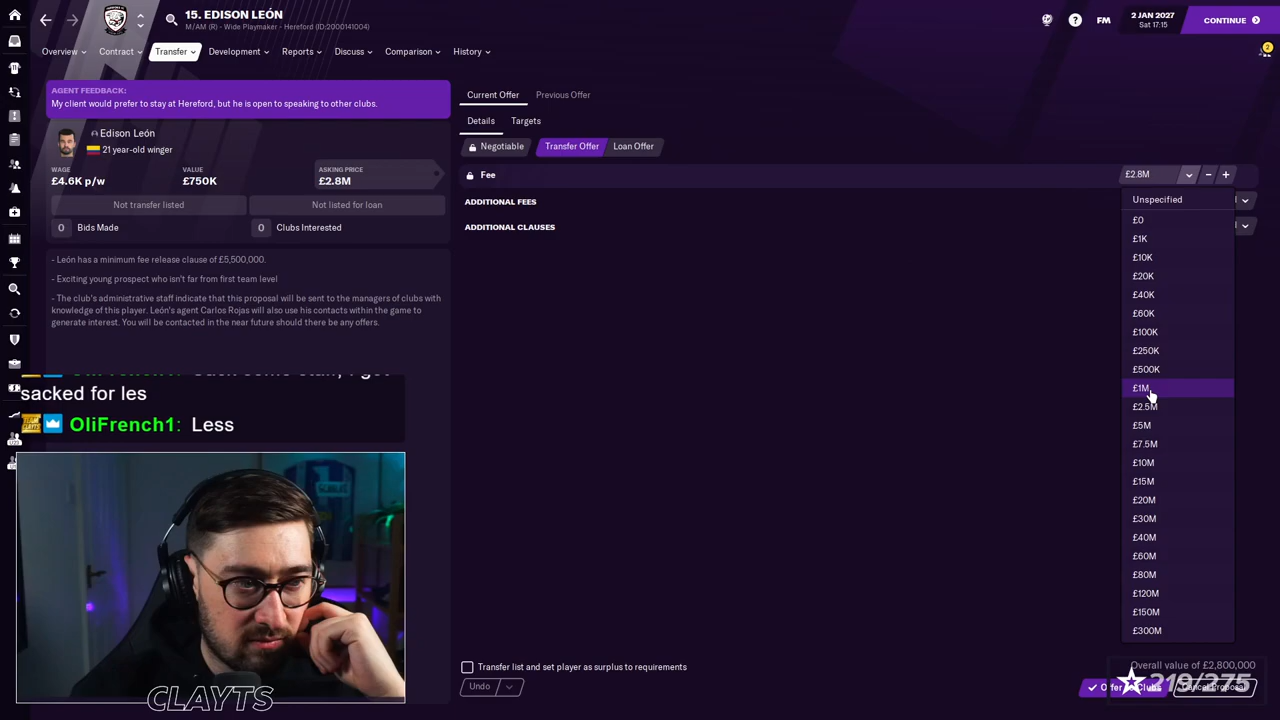 15. EDISON LEÓN
M/AM (R) - Wide Playmaker - Hereford (ID:2000141004)
FM
2 JAN 2027
Sat 17:15
CONTINUE
2
Overview
Contract
Transfer
Development
Reports
Discuss
Comparison
History
AGENT FEEDBACK:
My client would prefer to stay at Hereford, but he is open to speaking to other clubs.
Edison León
21 year-old winger
WAGE
£4.6K p/w
VALUE
£750K
ASKING PRICE
£2.8M
Not transfer listed
Not listed for loan
0 Bids Made
0 Clubs Interested
- León has a minimum fee release clause of £5,500,000.
- Exciting young prospect who isn't far from first team level
- The club's administrative staff indicate that this proposal will be sent to the managers of clubs with
knowledge of this player. León's agent Carlos Rojas will also use his contacts within the game to
generate interest. You will be contacted in the near future should there be any offers.
sacked for les
OliFrench1: Less
CLAYTS
Current Offer
Previous Offer
Details
Targets
Negotiable
Transfer Offer
Loan Offer
Fee
£2.8M
ADDITIONAL FEES
ADDITIONAL CLAUSES
Unspecified
£0
£1K
£10K
£20K
£40K
£60K
£100K
£250K
£500K
£1M
£2.5M
£5M
£7.5M
£10M
£15M
£20M
£30M
£40M
£60M
£80M
£120M
£150M
£300M
Transfer list and set player as surplus to requirements
Overall value of £2,800,000
Undo
Cancel Proposal
219/275